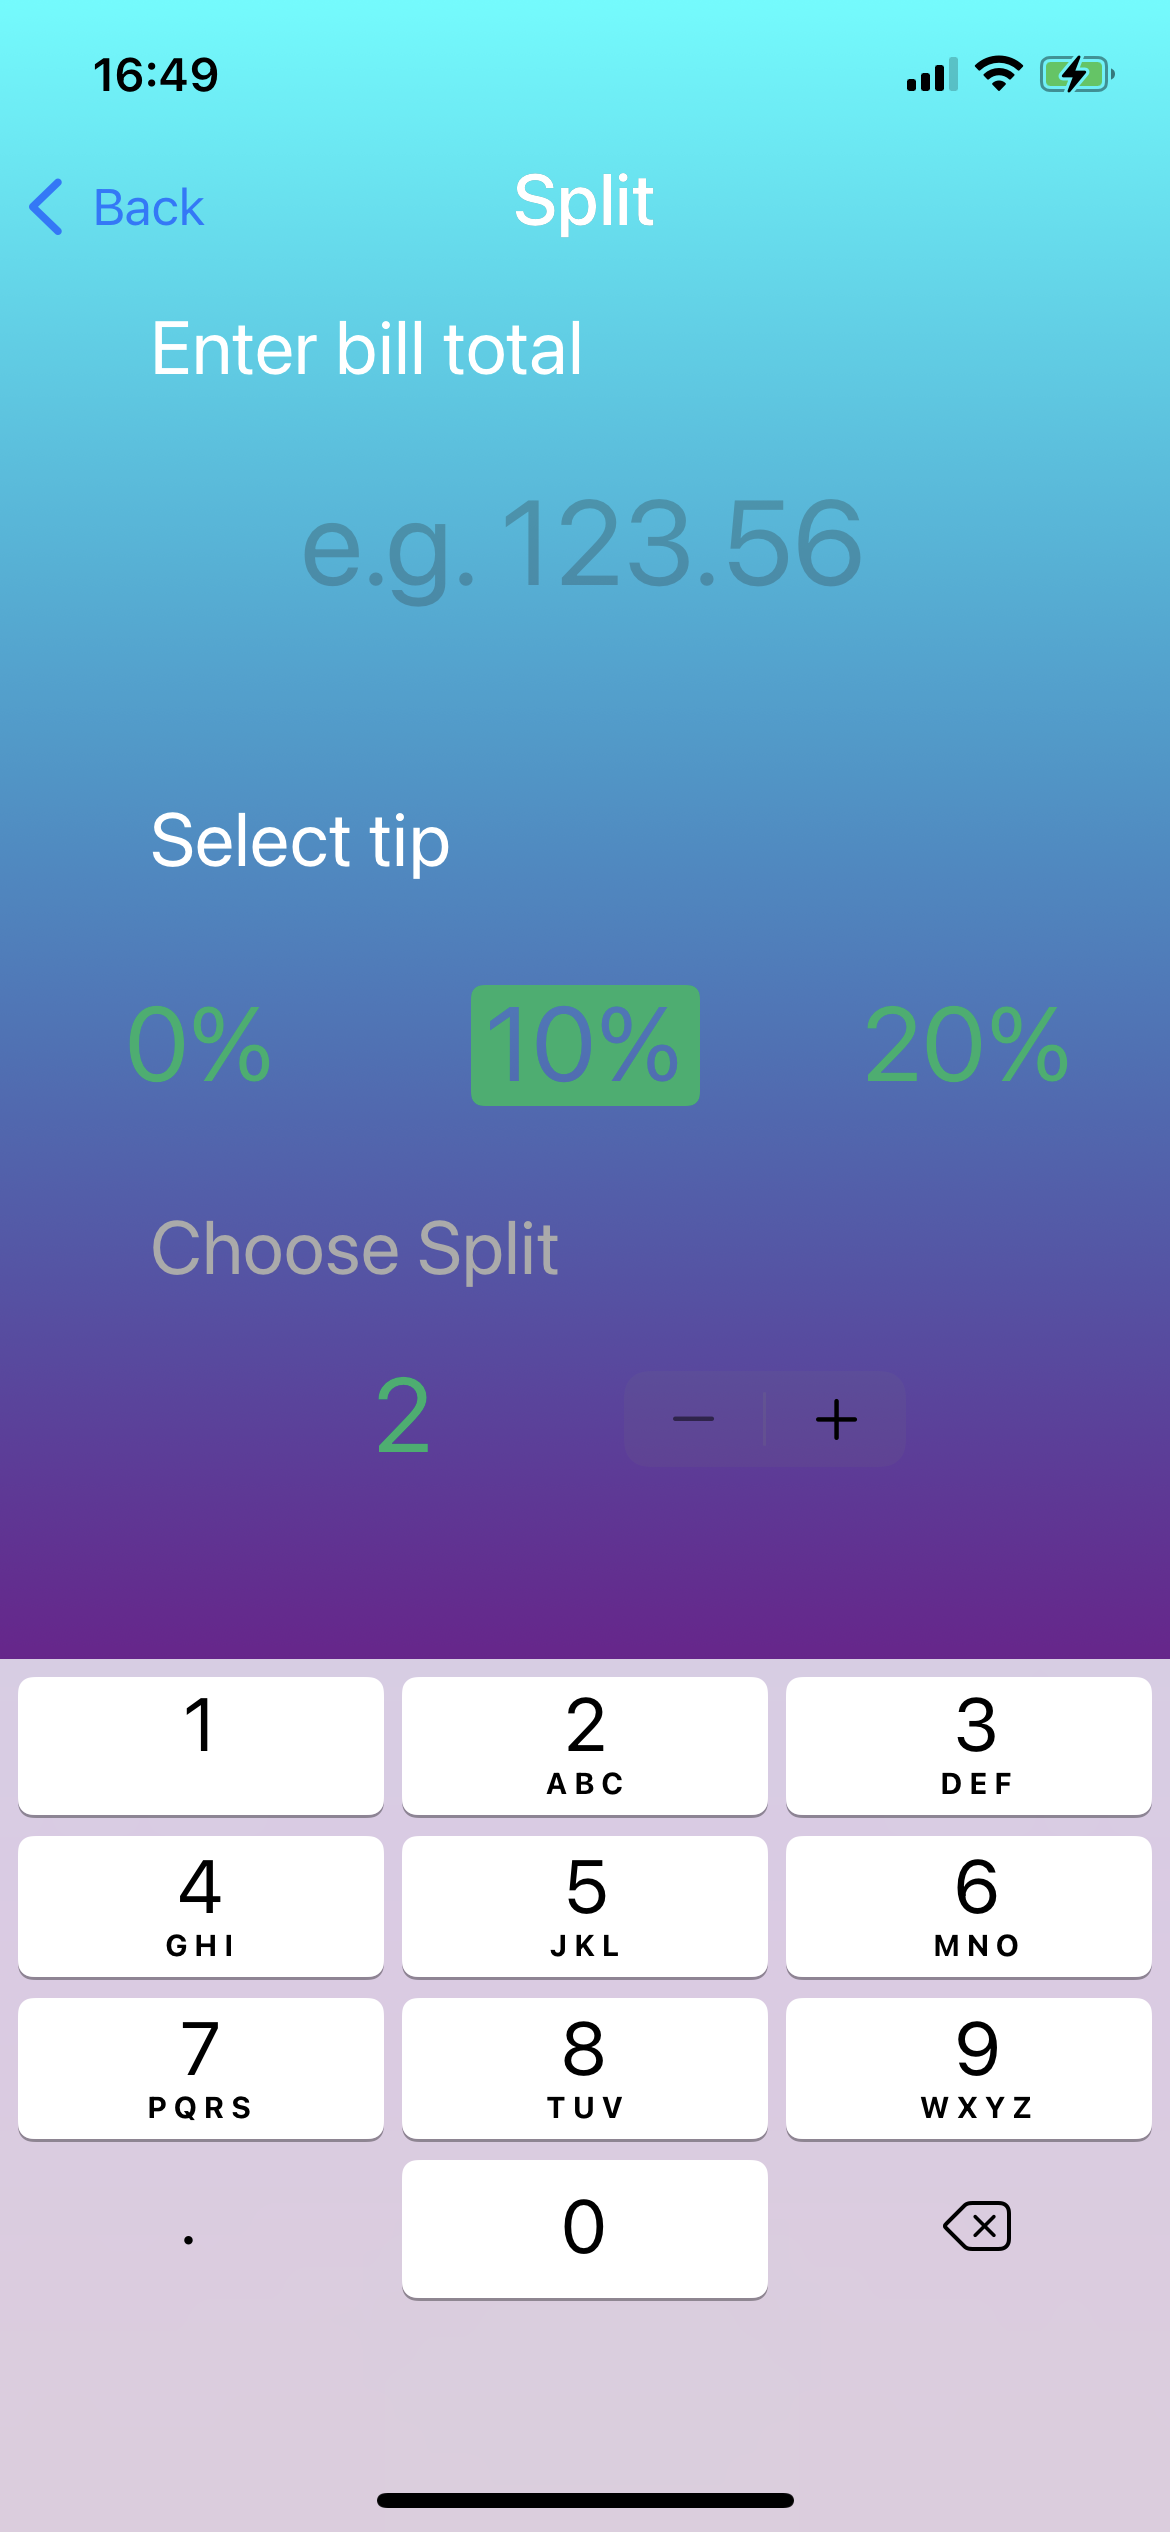 16:49
Back
Split
Enter bill total
e.g. 123.56
Select tip
0% 10% 20%
Choose Split
2 − +
1 2 3
ABC DEF
4 5 6
GHI JKL MNO
7 8 9
PQRS TUV WXYZ
. 0